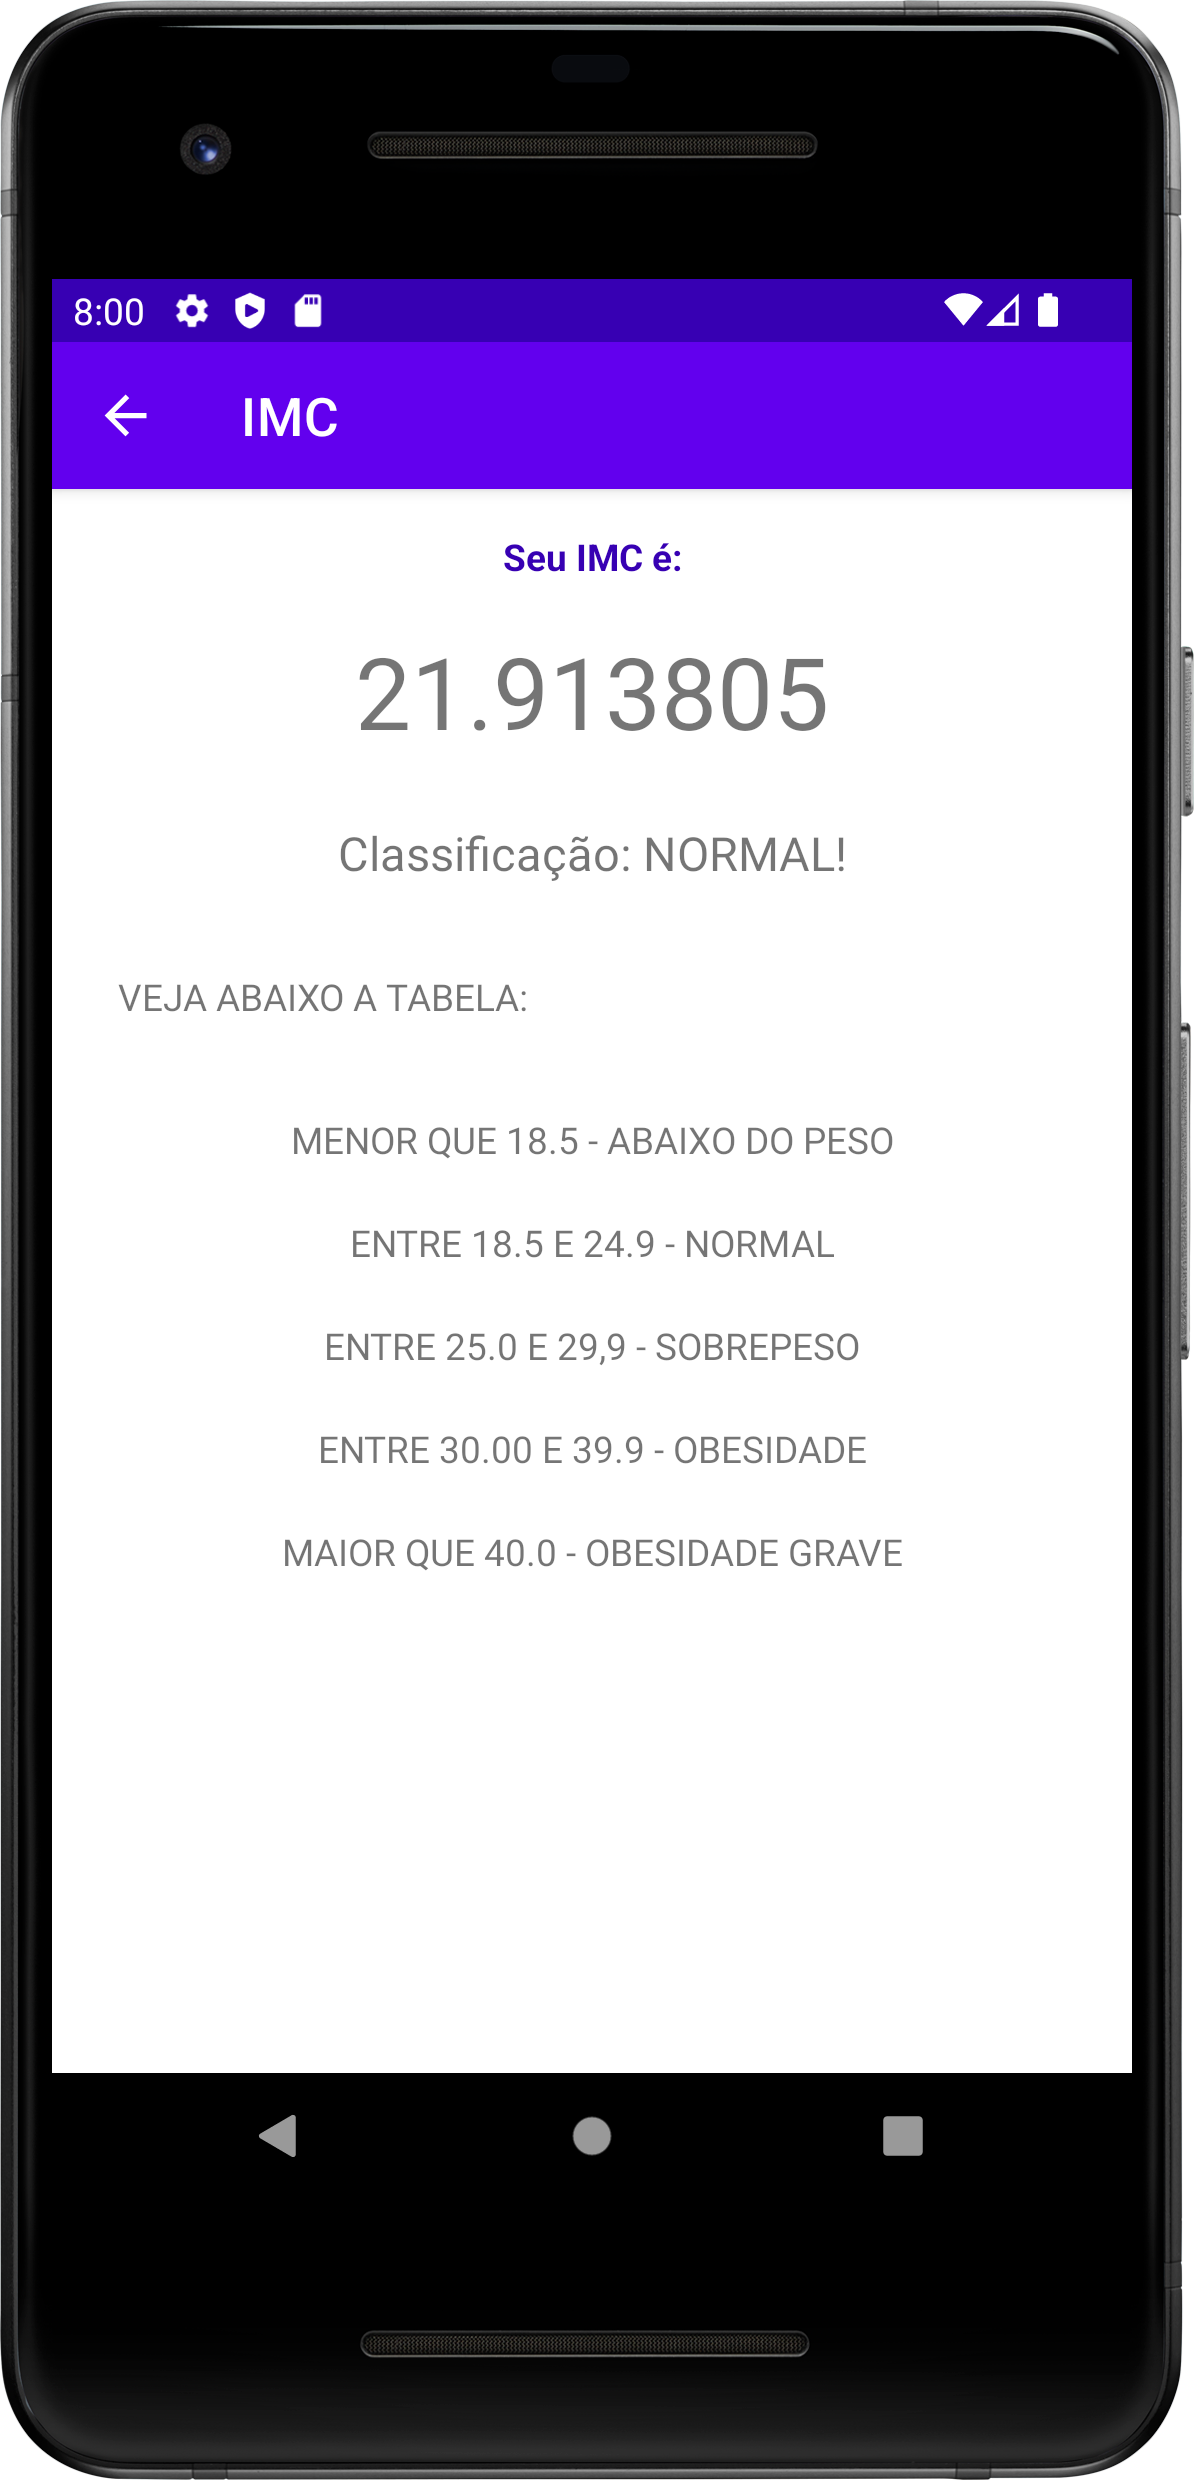 8:00
IMC
Seu IMC é:
21.913805
Classificação: NORMAL!
VEJA ABAIXO A TABELA:
MENOR QUE 18.5 - ABAIXO DO PESO
ENTRE 18.5 E 24.9 - NORMAL
ENTRE 25.0 E 29,9 - SOBREPESO
ENTRE 30.00 E 39.9 - OBESIDADE
MAIOR QUE 40.0 - OBESIDADE GRAVE